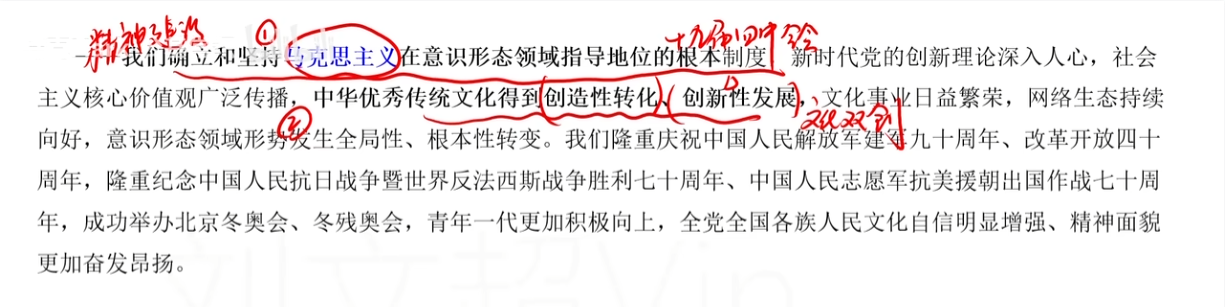 精神建设 ① 十九届四中全会
一 我们确立和坚持马克思主义在意识形态领域指导地位的根本制度 新时代党的创新理论深入人心，社会
主义核心价值观广泛传播，中华优秀传统文化得到创造性转化、创新性发展，文化事业日益繁荣，网络生态持续
② 文化双创
向好，意识形态领域形势发生全局性、根本性转变。我们隆重庆祝中国人民解放军建军九十周年、改革开放四十
周年，隆重纪念中国人民抗日战争暨世界反法西斯战争胜利七十周年、中国人民志愿军抗美援朝出国作战七十周
年，成功举办北京冬奥会、冬残奥会，青年一代更加积极向上，全党全国各族人民文化自信明显增强、精神面貌
更加奋发昂扬。